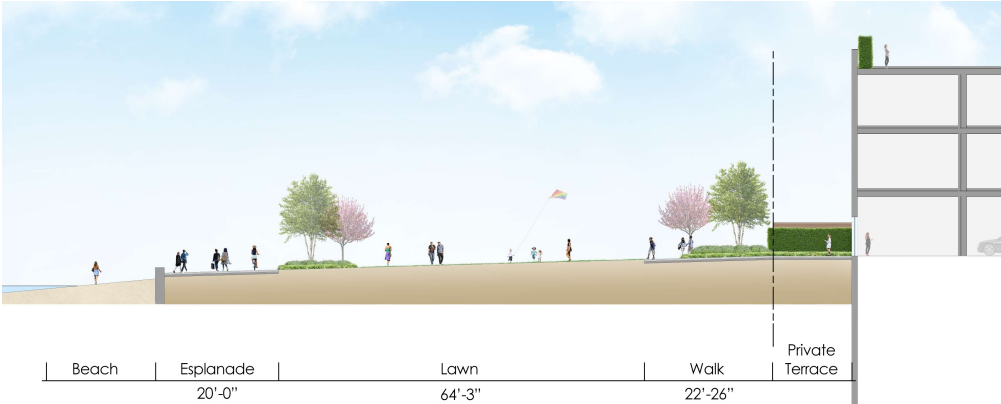 Beach
Esplanade
Lawn
Walk
Private
Terrace
20’-0”
64’-3”
22’-26”